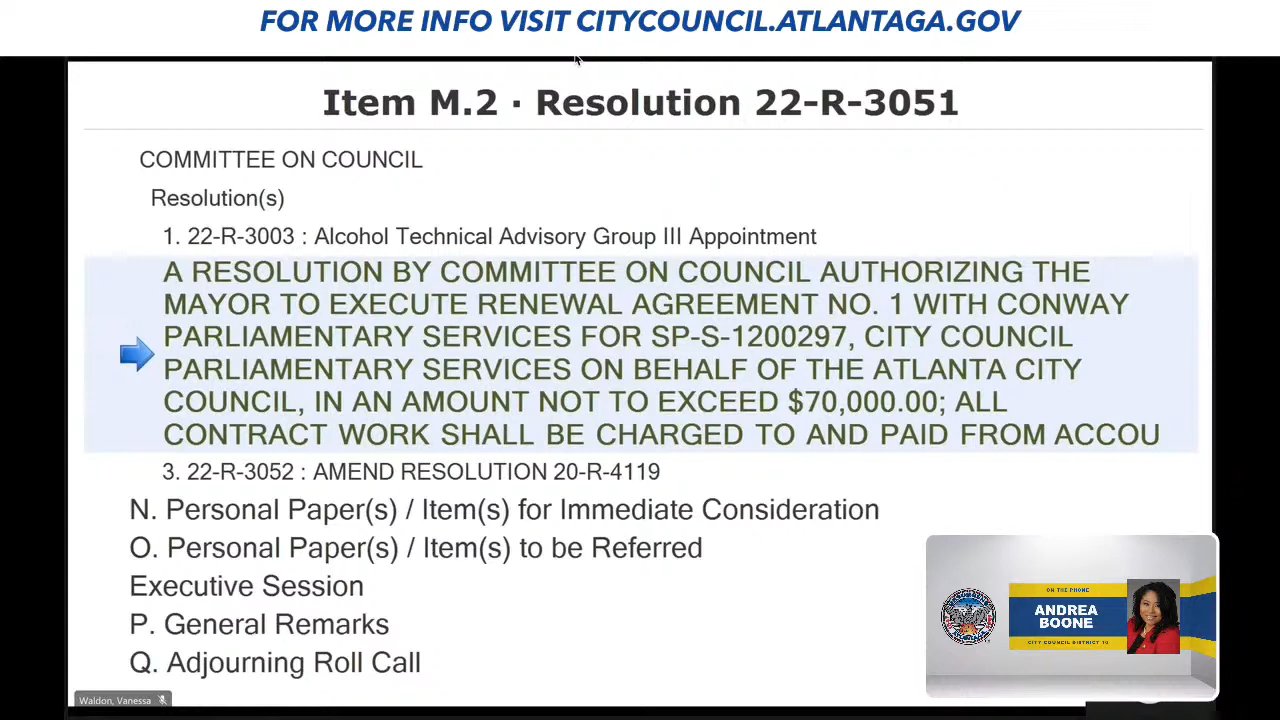 FOR MORE INFO VISIT CITYCOUNCIL.ATLANTAGA.GOV
Item M.2 · Resolution 22-R-3051
COMMITTEE ON COUNCIL
Resolution(s)
1. 22-R-3003 : Alcohol Technical Advisory Group III Appointment
A RESOLUTION BY COMMITTEE ON COUNCIL AUTHORIZING THE
MAYOR TO EXECUTE RENEWAL AGREEMENT NO. 1 WITH CONWAY
PARLIAMENTARY SERVICES FOR SP-S-1200297, CITY COUNCIL
PARLIAMENTARY SERVICES ON BEHALF OF THE ATLANTA CITY
COUNCIL, IN AN AMOUNT NOT TO EXCEED $70,000.00; ALL
CONTRACT WORK SHALL BE CHARGED TO AND PAID FROM ACCOU
3. 22-R-3052 : AMEND RESOLUTION 20-R-4119
N. Personal Paper(s) / Item(s) for Immediate Consideration
O. Personal Paper(s) / Item(s) to be Referred
Executive Session
P. General Remarks
Q. Adjourning Roll Call
ON THE PHONE
ANDREA
BOONE
CITY COUNCIL DISTRICT 10
Waldon, Vanessa